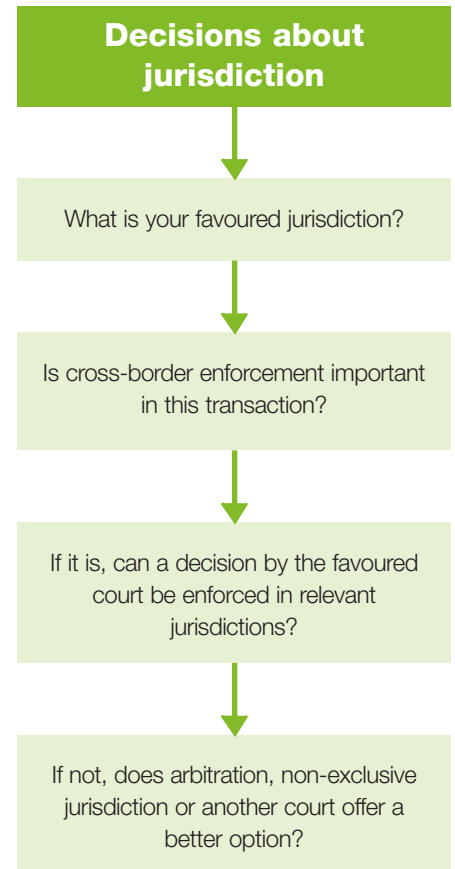 Decisions about
jurisdiction
What is your favoured jurisdiction?
Is cross-border enforcement important
in this transaction?
If it is, can a decision by the favoured
court be enforced in relevant
jurisdictions?
If not, does arbitration, non-exclusive
jurisdiction or another court offer a
better option?